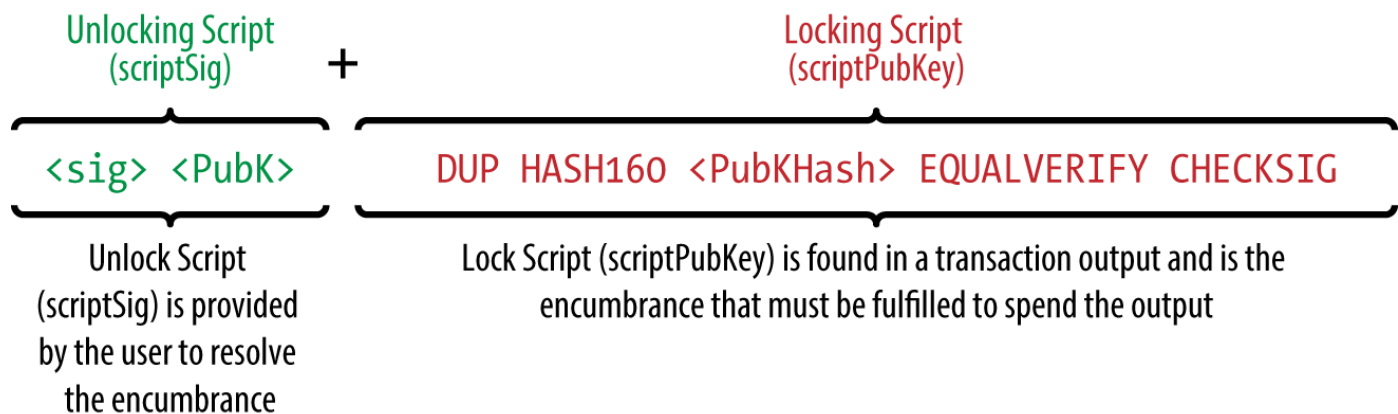 Unlocking Script
(scriptSig)
+
Locking Script
(scriptPubKey)
<sig> <PubK>
DUP HASH160 <PubKHash> EQUALVERIFY CHECKSIG
Unlock Script
(scriptSig) is provided
by the user to resolve
the encumbrance
Lock Script (scriptPubKey) is found in a transaction output and is the
encumbrance that must be fulfilled to spend the output